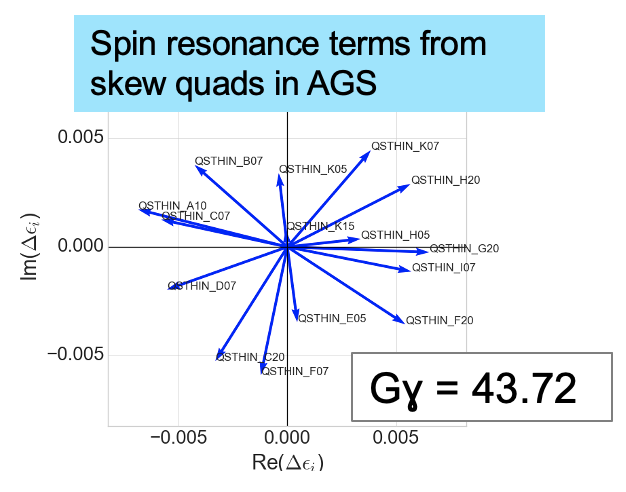 Spin resonance terms from
skew quads in AGS
0.005
0.000
−0.005
Im(Δϵᵢ)
QSTHIN_K07
QSTHIN_B07
QSTHIN_K05
QSTHIN_H20
QSTHIN_A10
QSTHIN_C07
QSTHIN_K15
QSTHIN_H05
QSTHIN_G20
QSTHIN_I07
QSTHIN_D07
QSTHIN_E05
QSTHIN_F20
QSTHIN_C20
QSTHIN_F07
Gɣ = 43.72
−0.005 0.000 0.005
Re(Δϵᵢ)